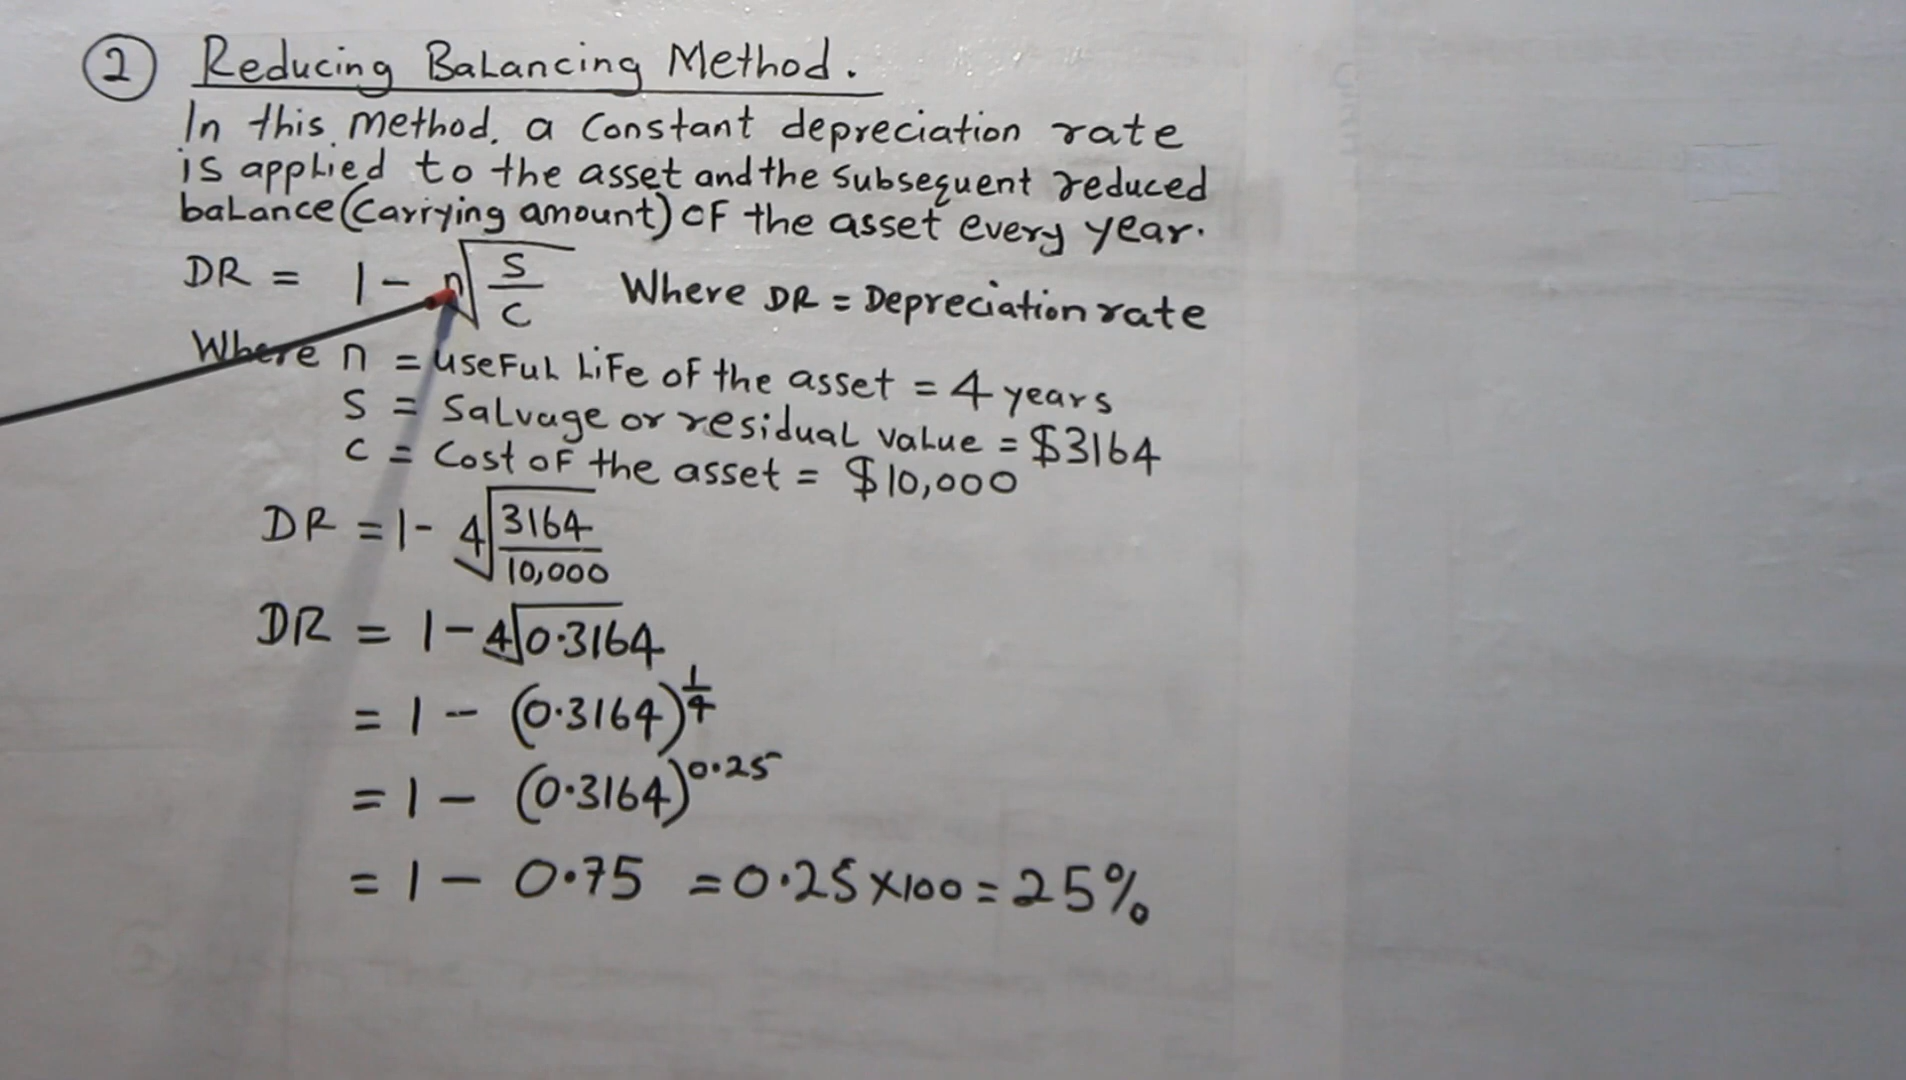 2 Reducing Balancing Method.
In this method, a constant depreciation rate
is applied to the asset and the subsequent reduced
balance (Carrying amount) of the asset every year.
DR = 1 - n√(S/C) Where DR = Depreciation rate
Where n = useful life of the asset = 4 years
S = Salvage or residual value = $3164
C = Cost of the asset = $10,000
DR = 1 - 4√(3164/10,000)
DR = 1 - 4√0.3164
= 1 - (0.3164)^1/4
= 1 - (0.3164)^0.25
= 1 - 0.75 = 0.25 x 100 = 25%